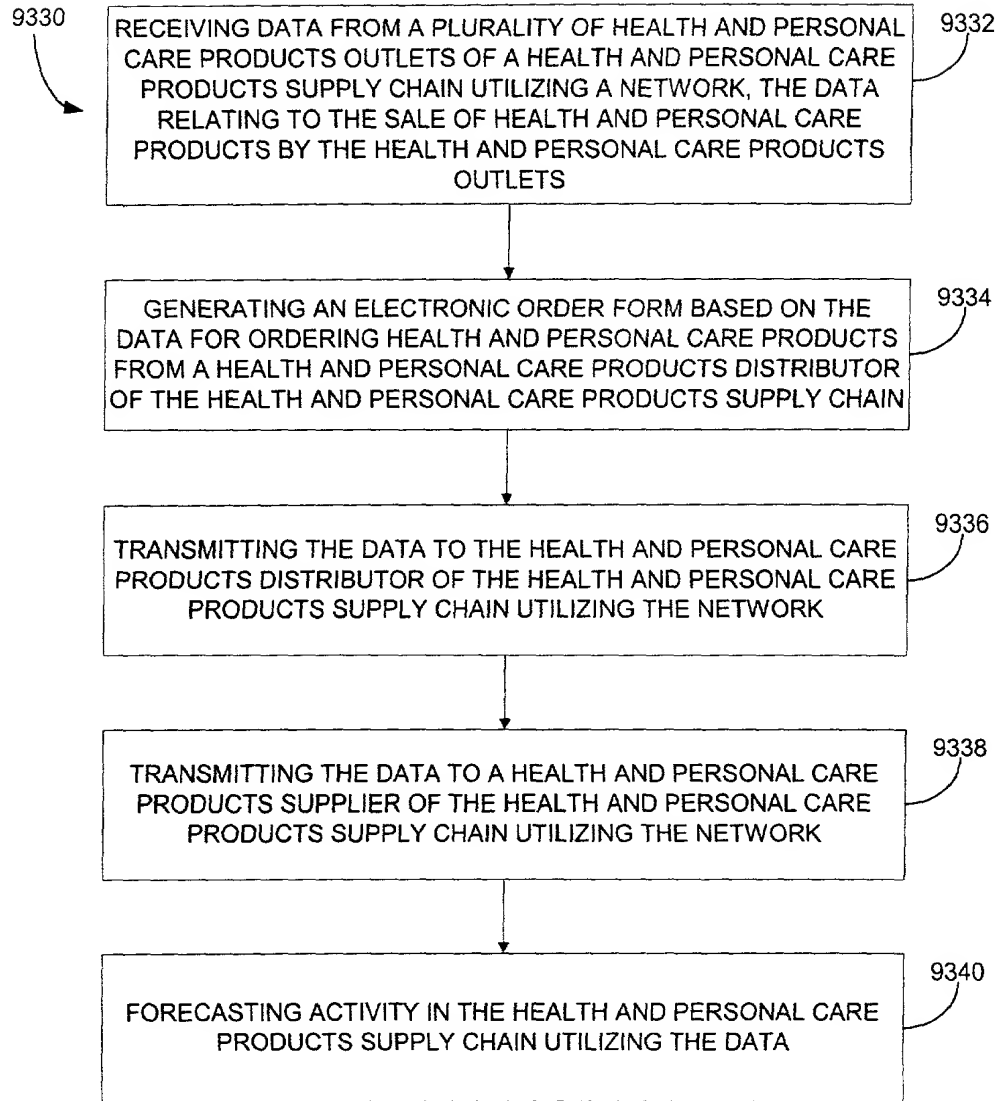 9330
RECEIVING DATA FROM A PLURALITY OF HEALTH AND PERSONAL
CARE PRODUCTS OUTLETS OF A HEALTH AND PERSONAL CARE
PRODUCTS SUPPLY CHAIN UTILIZING A NETWORK, THE DATA
RELATING TO THE SALE OF HEALTH AND PERSONAL CARE
PRODUCTS BY THE HEALTH AND PERSONAL CARE PRODUCTS
OUTLETS
9332
GENERATING AN ELECTRONIC ORDER FORM BASED ON THE
DATA FOR ORDERING HEALTH AND PERSONAL CARE PRODUCTS
FROM A HEALTH AND PERSONAL CARE PRODUCTS DISTRIBUTOR
OF THE HEALTH AND PERSONAL CARE PRODUCTS SUPPLY CHAIN
9334
TRANSMITTING THE DATA TO THE HEALTH AND PERSONAL CARE
PRODUCTS DISTRIBUTOR OF THE HEALTH AND PERSONAL CARE
PRODUCTS SUPPLY CHAIN UTILIZING THE NETWORK
9336
TRANSMITTING THE DATA TO A HEALTH AND PERSONAL CARE
PRODUCTS SUPPLIER OF THE HEALTH AND PERSONAL CARE
PRODUCTS SUPPLY CHAIN UTILIZING THE NETWORK
9338
FORECASTING ACTIVITY IN THE HEALTH AND PERSONAL CARE
PRODUCTS SUPPLY CHAIN UTILIZING THE DATA
9340